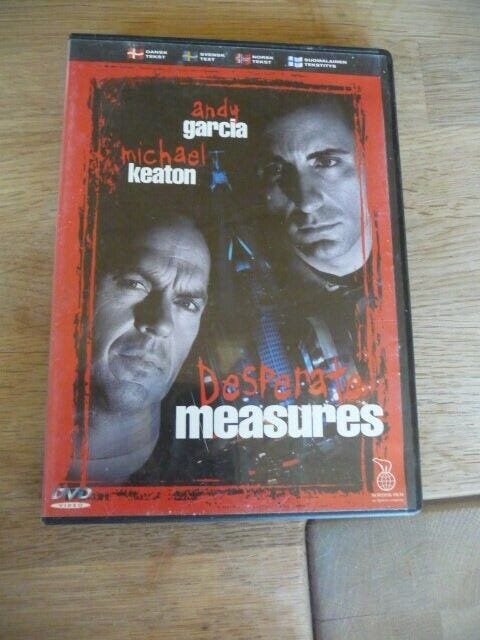 DANSK
TEKST
SVENSK
TEXT
NORSK
TEKST
SUOMALAINEN
TEKSTITYS
andy
garcia
michael
keaton
Desperate
measures
DVD
VIDEO
NORDISK FILM